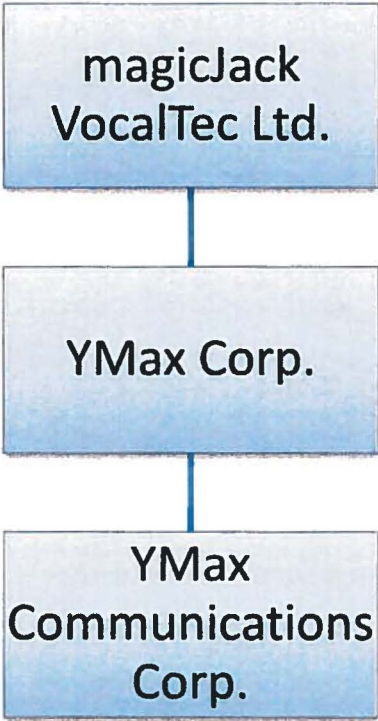 magicJack
VocalTec Ltd.
YMax Corp.
YMax
Communications
Corp.